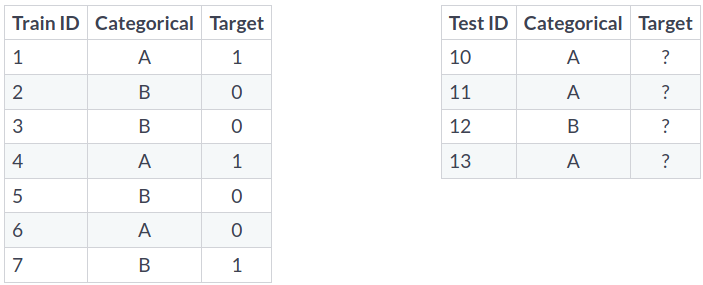 Train ID Categorical Target
1 A 1
2 B 0
3 B 0
4 A 1
5 B 0
6 A 0
7 B 1
Test ID Categorical Target
10 A ?
11 A ?
12 B ?
13 A ?